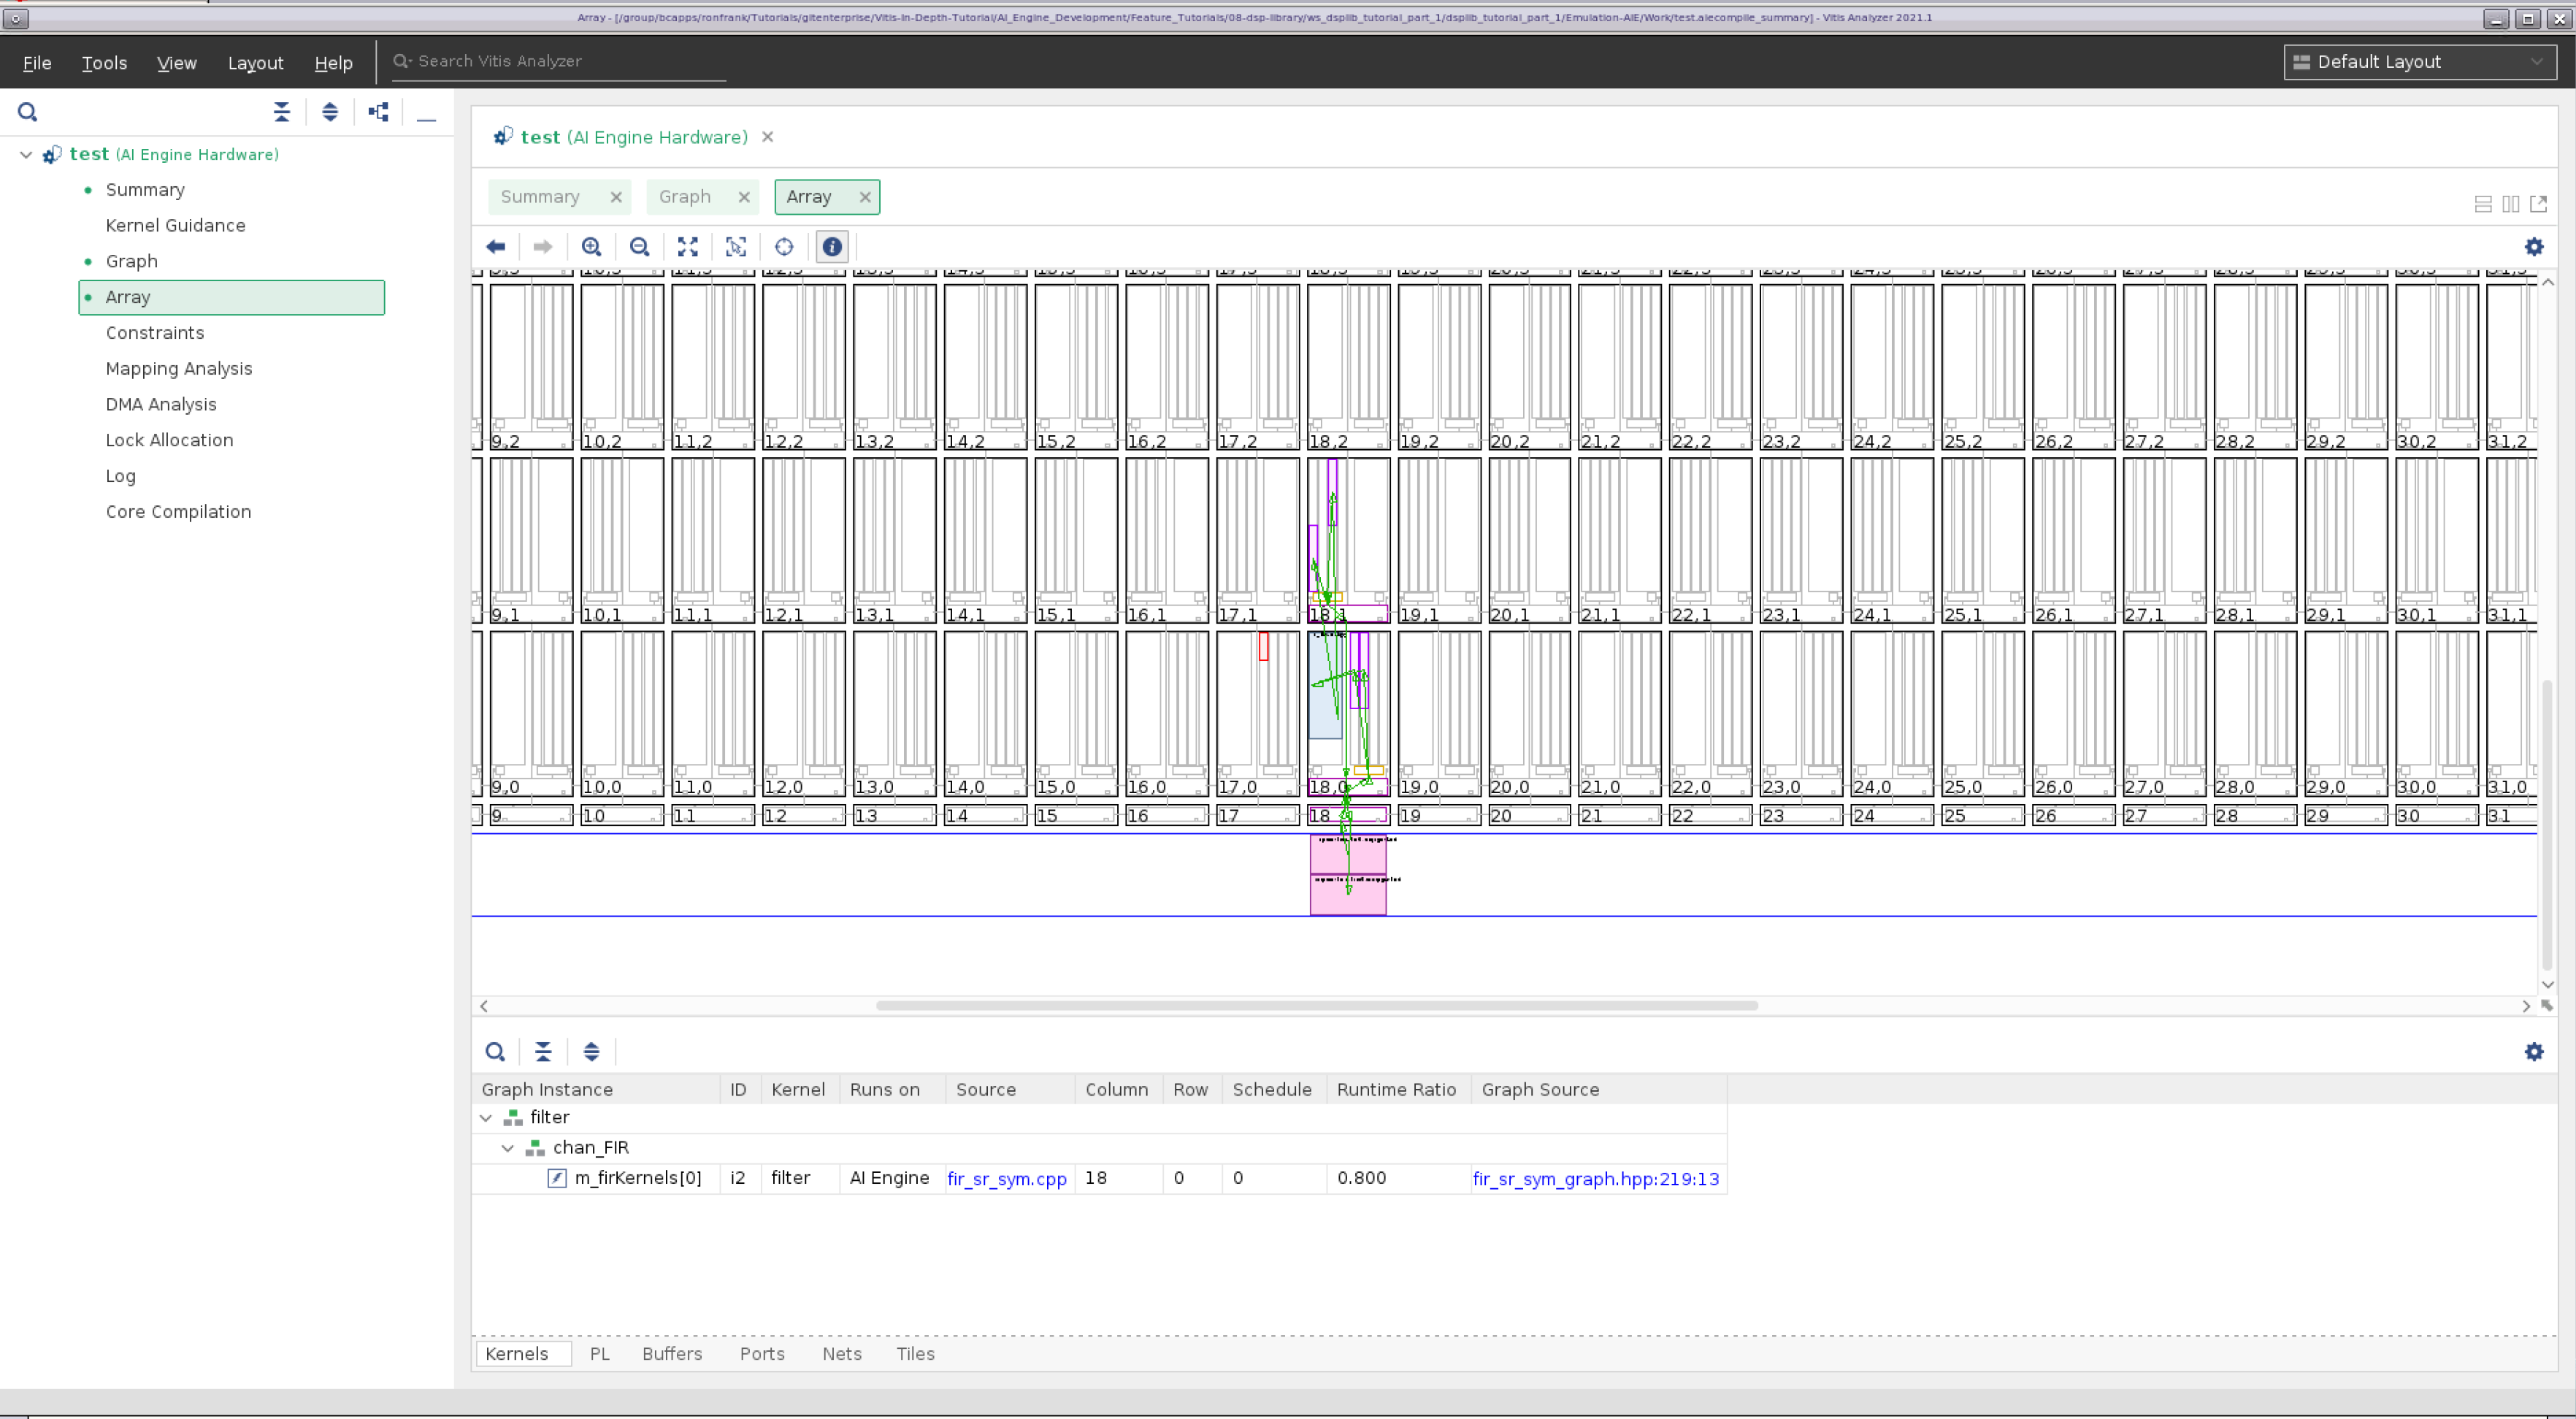 Array - [/group/bcapps/ronfrank/Tutorials/gitenterprise/Vitis-In-Depth-Tutorial/AI_Engine_Development/Feature_Tutorials/08-dsp-library/ws_dsplib_tutorial_part_1/dsplib_tutorial_part_1/Emulation-AIE/Work/test.aiecompile_summary] - Vitis Analyzer 2021.1
File Tools View Layout Help Search Vitis Analyzer Default Layout
test (AI Engine Hardware)
Summary
Kernel Guidance
Graph
Array
Constraints
Mapping Analysis
DMA Analysis
Lock Allocation
Log
Core Compilation
test (AI Engine Hardware)
Summary Graph Array
9,2 10,2 11,2 12,2 13,2 14,2 15,2 16,2 17,2 18,2 19,2 20,2 21,2 22,2 23,2 24,2 25,2 26,2 27,2 28,2 29,2 30,2 31,2
9,1 10,1 11,1 12,1 13,1 14,1 15,1 16,1 17,1 18,1 19,1 20,1 21,1 22,1 23,1 24,1 25,1 26,1 27,1 28,1 29,1 30,1 31,1
9,0 10,0 11,0 12,0 13,0 14,0 15,0 16,0 17,0 18,0 19,0 20,0 21,0 22,0 23,0 24,0 25,0 26,0 27,0 28,0 29,0 30,0 31,0
9 10 11 12 13 14 15 16 17 18 19 20 21 22 23 24 25 26 27 28 29 30 31
Graph Instance ID Kernel Runs on Source Column Row Schedule Runtime Ratio Graph Source
filter
chan_FIR
m_firKernels[0] i2 filter AI Engine fir_sr_sym.cpp 18 0 0 0.800 fir_sr_sym_graph.hpp:219:13
Kernels PL Buffers Ports Nets Tiles